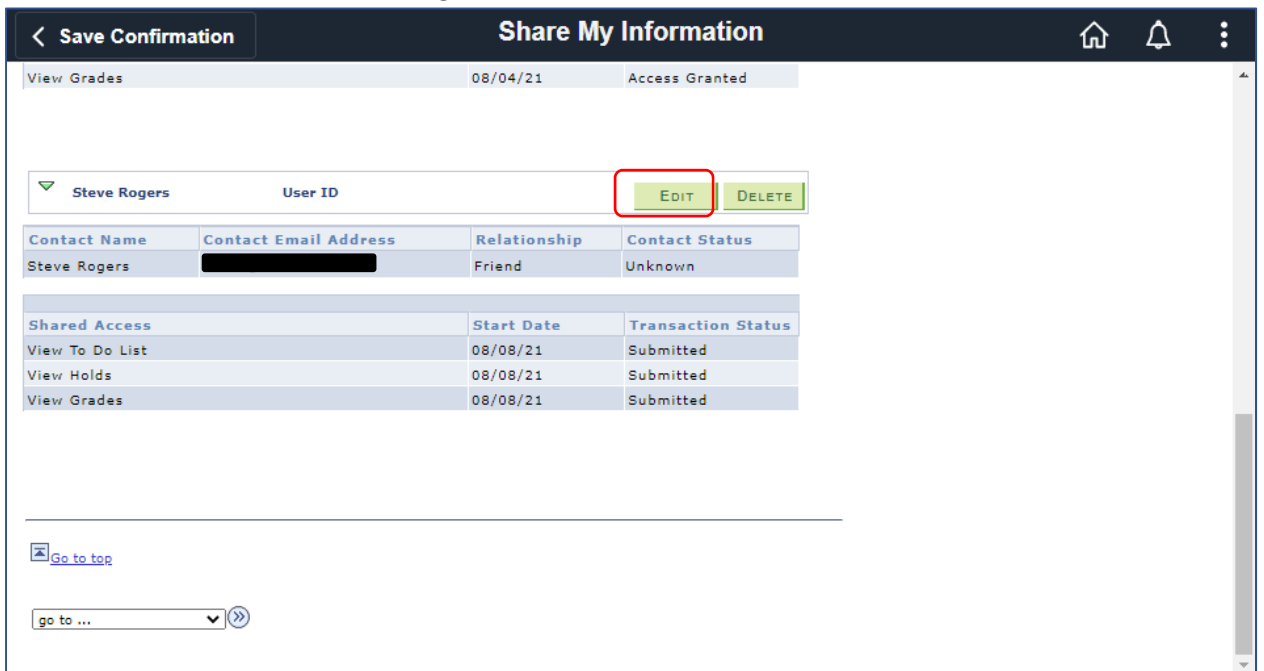 Save Confirmation Share My Information
View Grades 08/04/21 Access Granted
Steve Rogers User ID EDIT DELETE
Contact Name Contact Email Address Relationship Contact Status
Steve Rogers Friend Unknown
Shared Access Start Date Transaction Status
View To Do List 08/08/21 Submitted
View Holds 08/08/21 Submitted
View Grades 08/08/21 Submitted
Go to top
go to ...